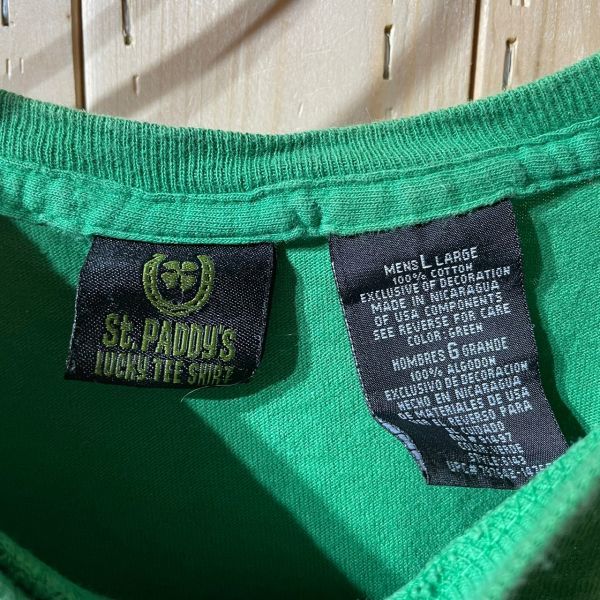 St. PADDY'S
LUCKY TEE SHIRT
MENS L LARGE
100% COTTON
EXCLUSIVE OF DECORATION
MADE IN NICARAGUA
OF USA COMPONENTS
SEE REVERSE FOR CARE
COLOR-GREEN
HOMBRES G GRANDE
100% ALGODON
EXCLUSIVO DE DECORACION
HECHO EN NICARAGUA
DE MATERIALES DE USA
REVERSO PARA